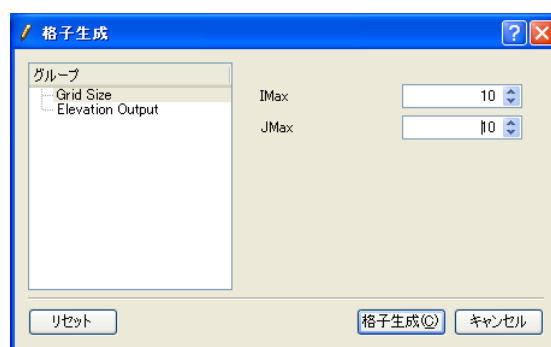 格子生成
グループ
Grid Size
Elevation Output
IMax
10
JMax
10
リセット
格子生成(C)
キャンセル